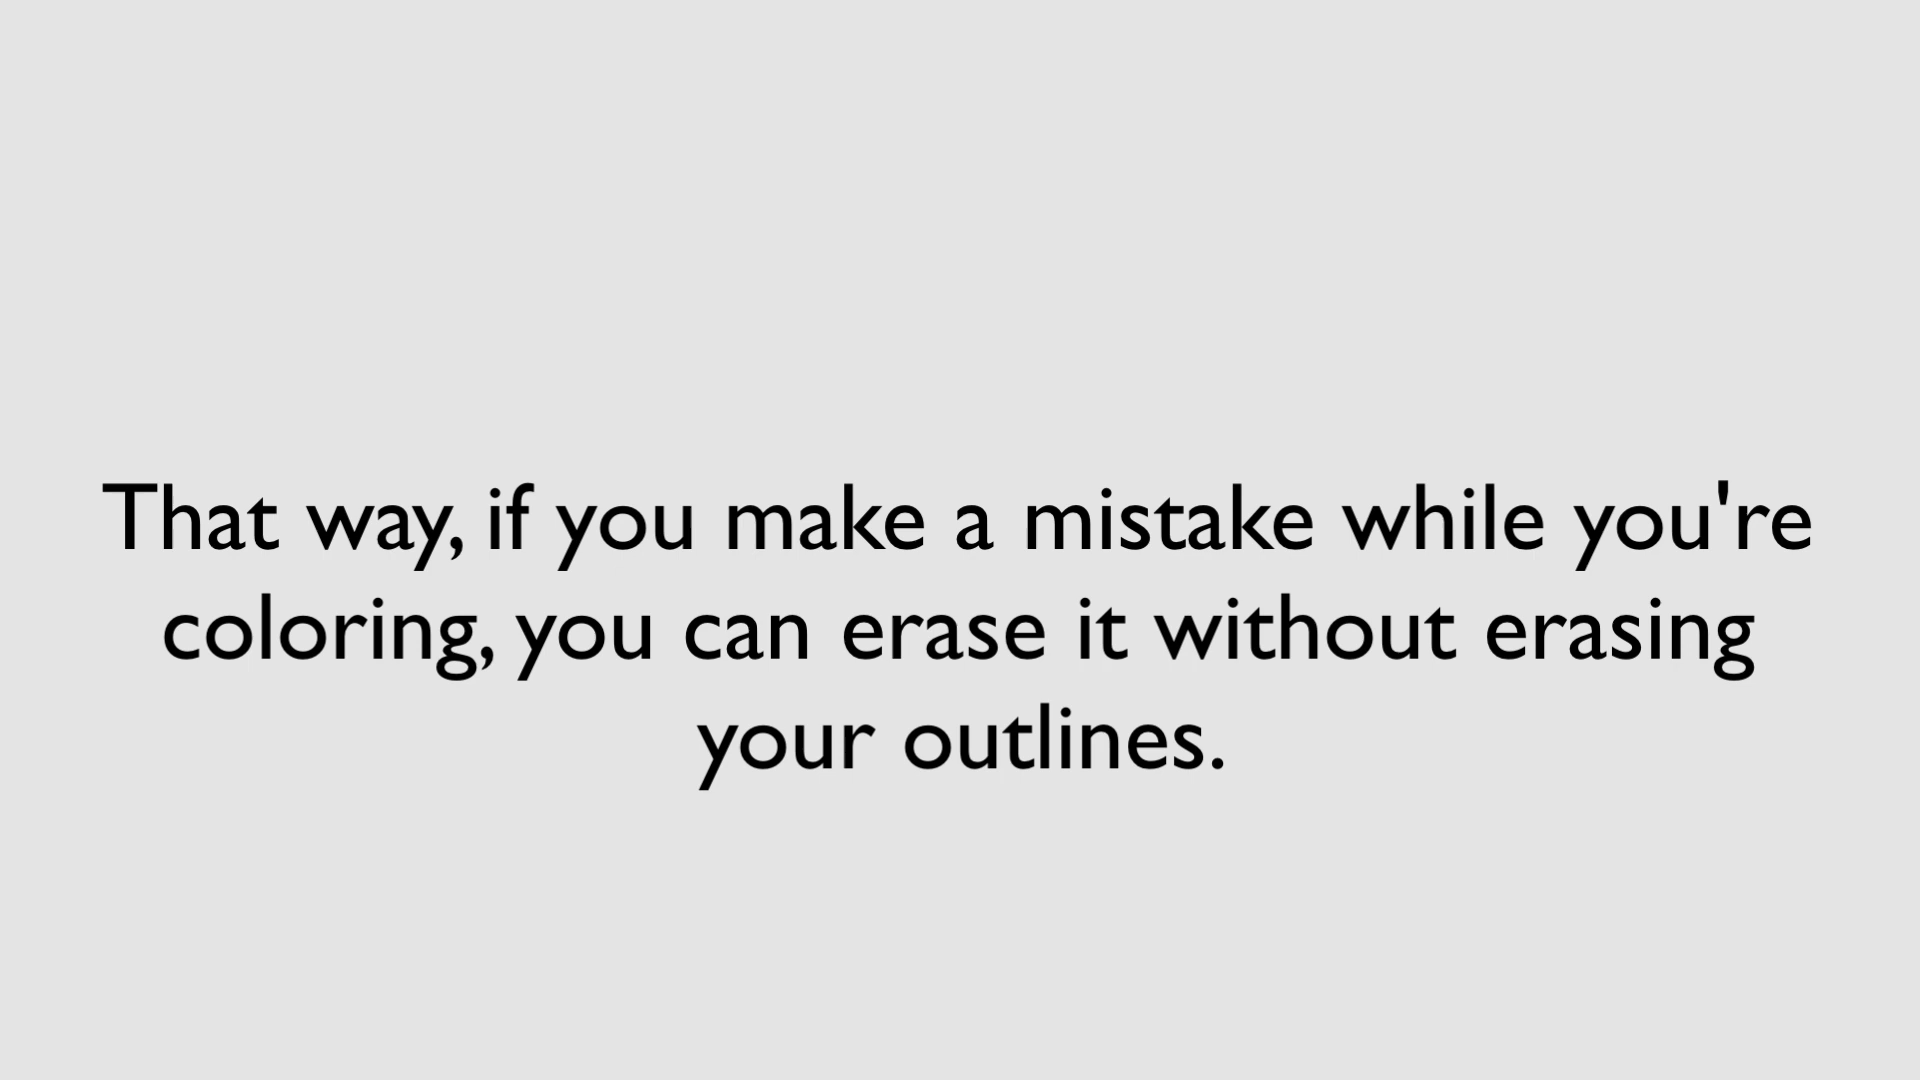 That way, if you make a mistake while you're
coloring, you can erase it without erasing
your outlines.